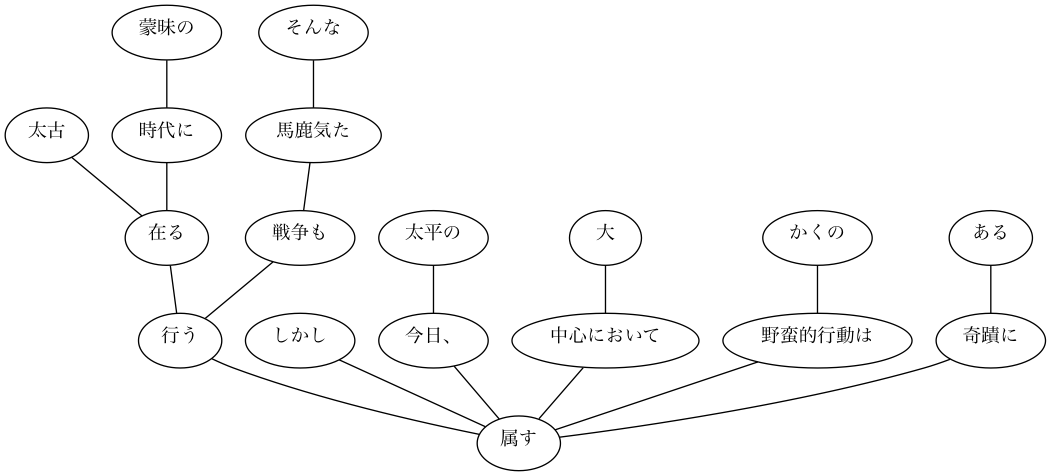 蒙昧の そんな
太古 時代に 馬鹿気た
在る 戦争も 太平の 大 かくの ある
行う しかし 今日、 中心において 野蛮的行動は 奇蹟に
属す